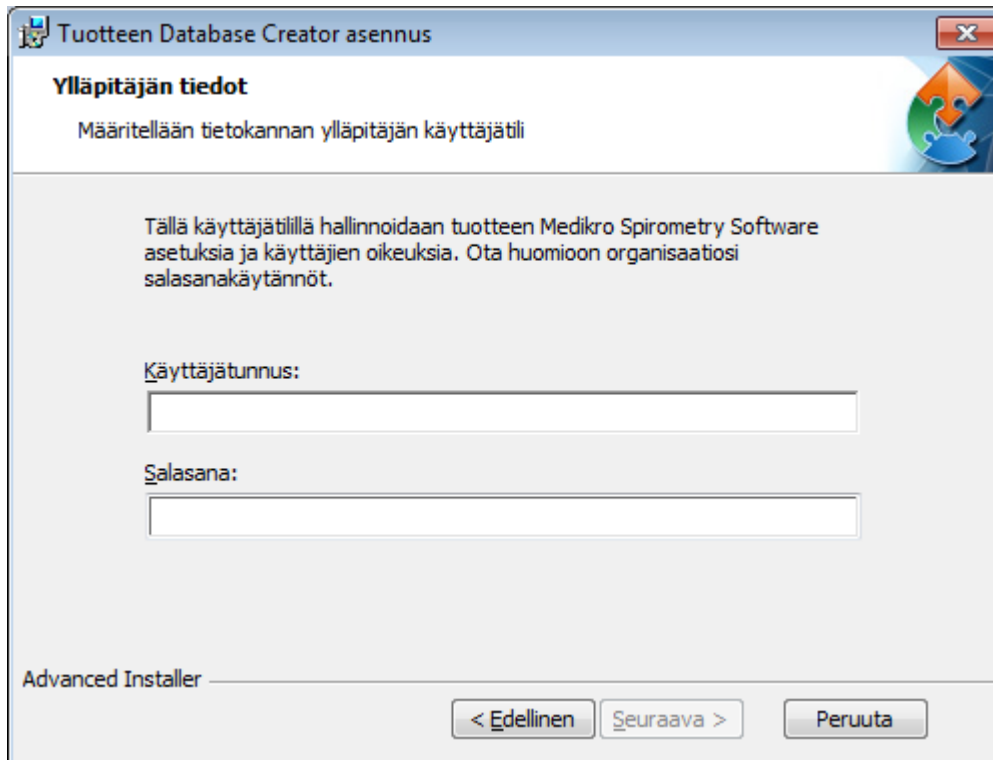 Tuotteen Database Creator asennus
Ylläpitäjän tiedot
Määritellään tietokannan ylläpitäjän käyttäjätili
Tällä käyttäjätilillä hallinnoidaan tuotteen Medikro Spirometry Software
asetuksia ja käyttäjien oikeuksia. Ota huomioon organisaatiosi
salasanakäytännöt.
Käyttäjätunnus:
Salasana:
Advanced Installer
< Edellinen Seuraava > Peruuta